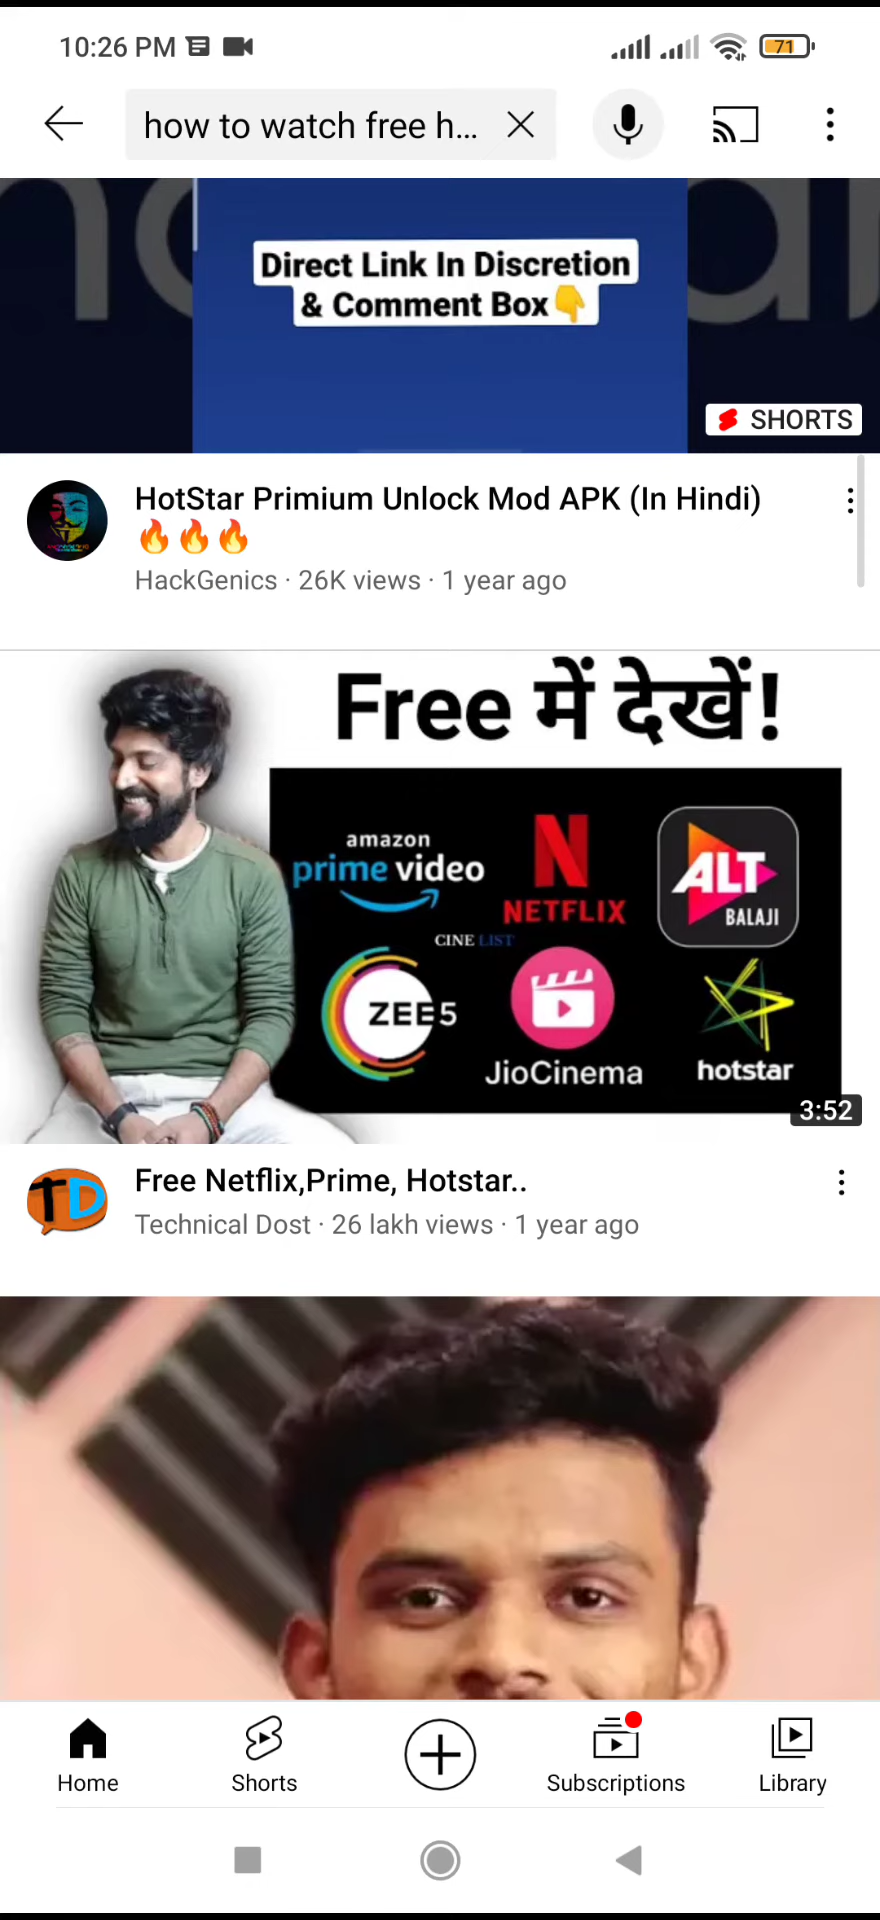 10:26 PM
71
how to watch free h...
Direct Link In Discretion
& Comment Box👇
SHORTS
HotStar Primium Unlock Mod APK (In Hindi)
🔥🔥🔥
HackGenics · 26K views · 1 year ago
Free में देखें!
amazon
prime video
NETFLIX
ALT
BALAJI
CINE LIST
ZEE5
JioCinema
hotstar
3:52
TD
Free Netflix,Prime, Hotstar..
Technical Dost · 26 lakh views · 1 year ago
Home
Shorts
Subscriptions
Library